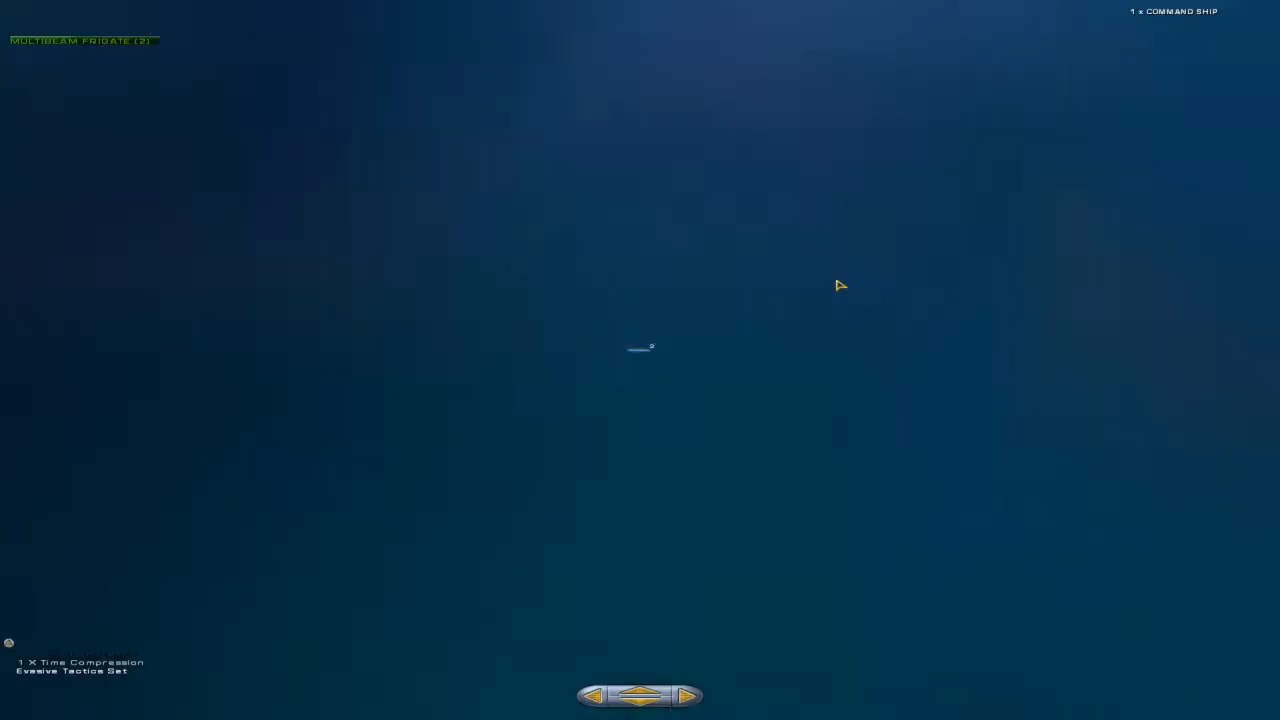 1 x COMMAND SHIP
MULTIBEAM FRIGATE (2)
1 X Time Compression
Evasive Tactics Set